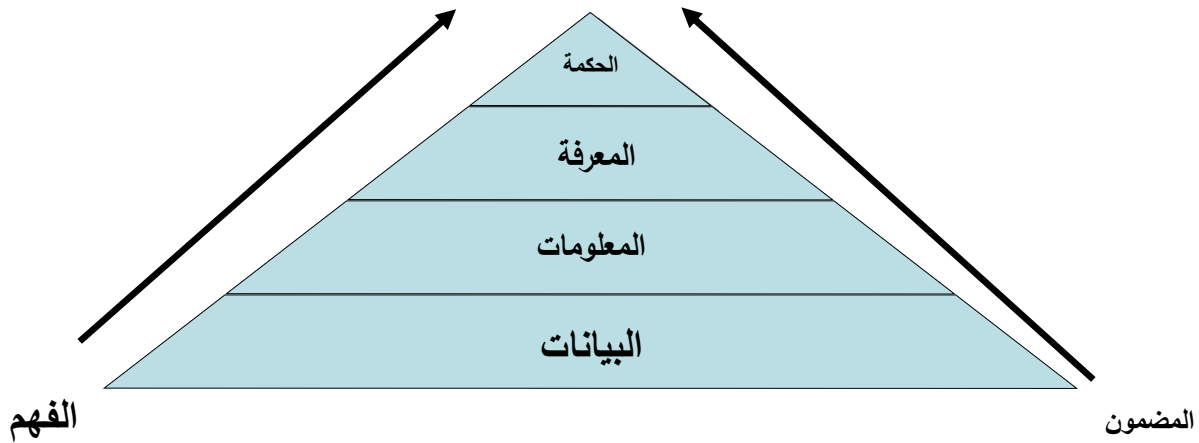 الحكمة
المعرفة
المعلومات
البيانات
المضمون
الفهم